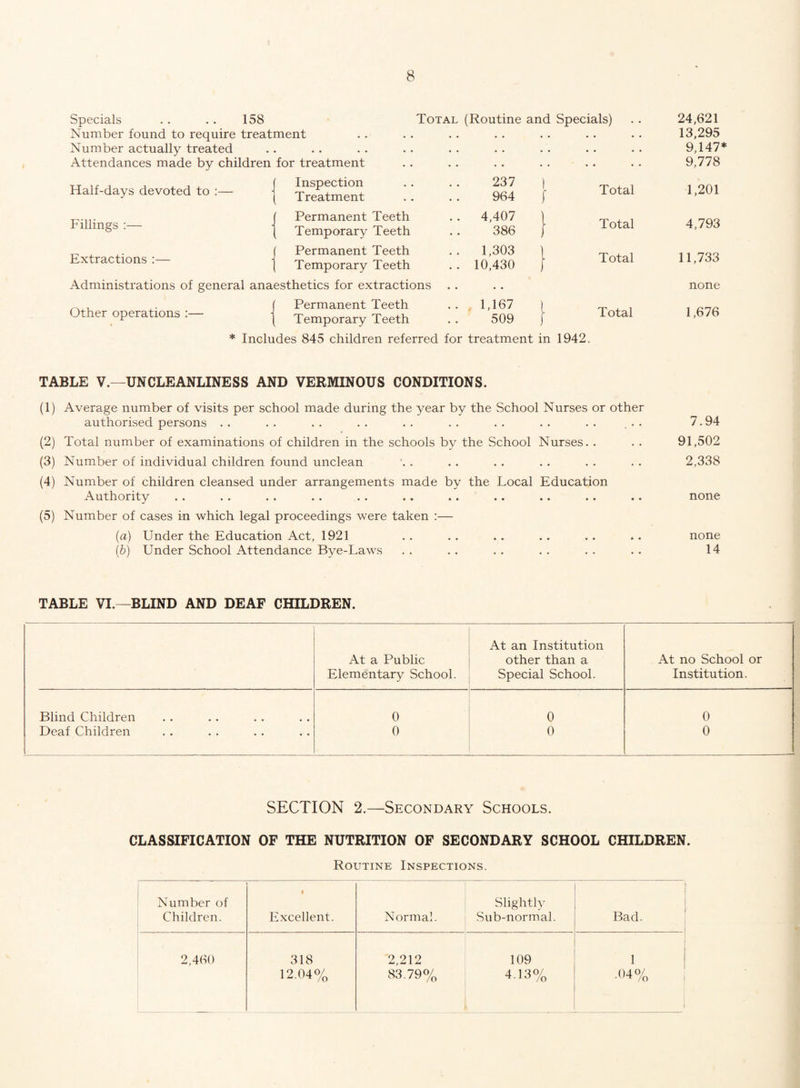 8
Specials .. .. 158 TOTAL (Routine and Specials) .. 24,621
Number found to require treatment .. .. .. .. .. .. .. 13,295
Number actually treated .. .. .. .. .. .. .. .. .. 9,147*
Attendances made by children for treatment .. .. .. .. .. .. 9,778
Half-days devoted to :— { Inspection .. .. 237 } Total 1,201
Treatment .. .. 964
Fillings :— { Permanent Teeth .. 4,407 } Total 4,793
Temporary Teeth .. 386
Extractions :— { Permanent Teeth .. 1,303 } Total 11,733
Temporary Teeth .. 10,430
Administrations of general anaesthetics for extractions .. .. none
Other operations :— { Permanent Teeth .. 1,167 } Total 1,676
Temporary Teeth .. 509
* Includes 845 children referred for treatment in 1942.
TABLE V.—UNCLEANLINESS AND VERMINOUS CONDITIONS.
(1) Average number of visits per school made during the year by the School Nurses or other
authorised persons .. .. .. .. .. .. .. .. .. .. 7.94
(2) Total number of examinations of children in the schools by the School Nurses.. .. 91,502
(3) Number of individual children found unclean .. .. .. .. .. .. 2,338
(4) Number of children cleansed under arrangements made by the Local Education
Authority .. .. .. .. .. .. .. .. .. .. .. none
(5) Number of cases in which legal proceedings were taken :—
(a) Under the Education Act, 1921 .. .. .. .. .. .. none
(b) Under School Attendance Bye-Laws .. .. .. .. .. .. 14
TABLE VI.—BLIND AND DEAF CHILDREN.
At a Public Elementary School. At an Institution other than a Special School. At no School or Institution.
Blind Children .. .. .. .. 0 0 0
Deaf Children .. .. .. .. 0 0 0
SECTION 2.—SECONDARY SCHOOLS.
CLASSIFICATION OF THE NUTRITION OF SECONDARY SCHOOL CHILDREN.
ROUTINE INSPECTIONS.
Number of Children. Excellent. Normal. Slightly Sub-normal. Bad.
2,460 318 2,212 109 1
12.04% 83.79% 4.13% .04%